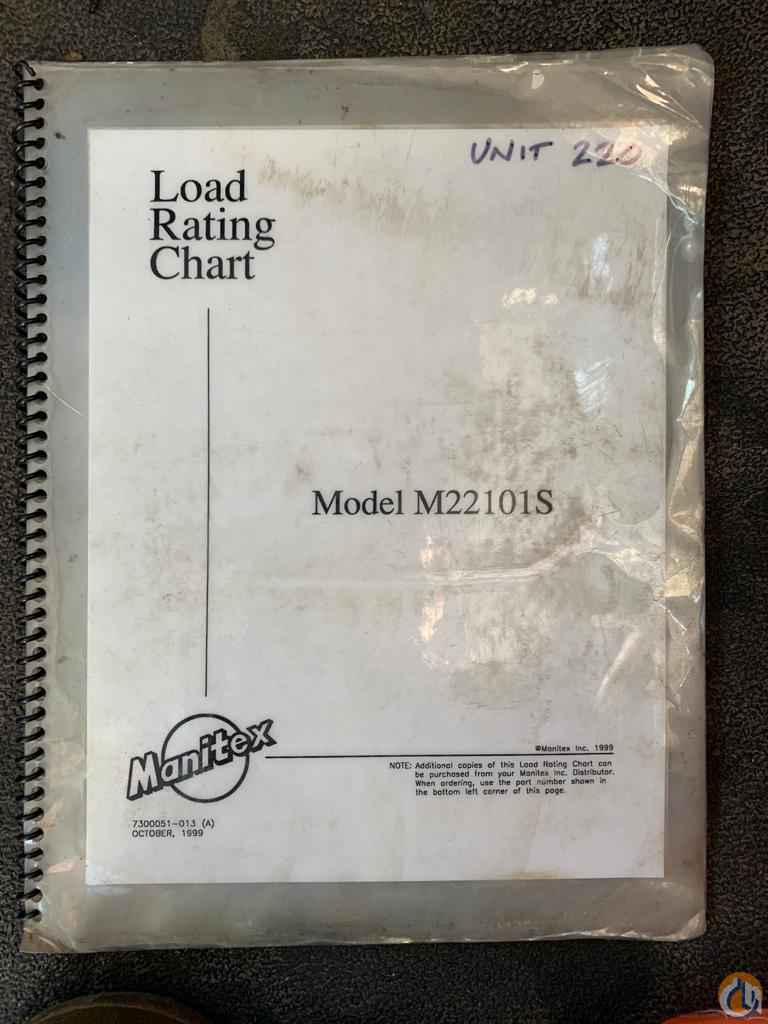 UNIT 220
Load
Rating
Chart
Model M22101S
Manitex
©Manitex Inc. 1999
NOTE: Additional copies of this Load Rating Chart can
be purchased from your Manitex Inc. Distributor.
When ordering, use the part number shown in
the bottom left corner of this page.
7300051-013 (A)
OCTOBER, 1999